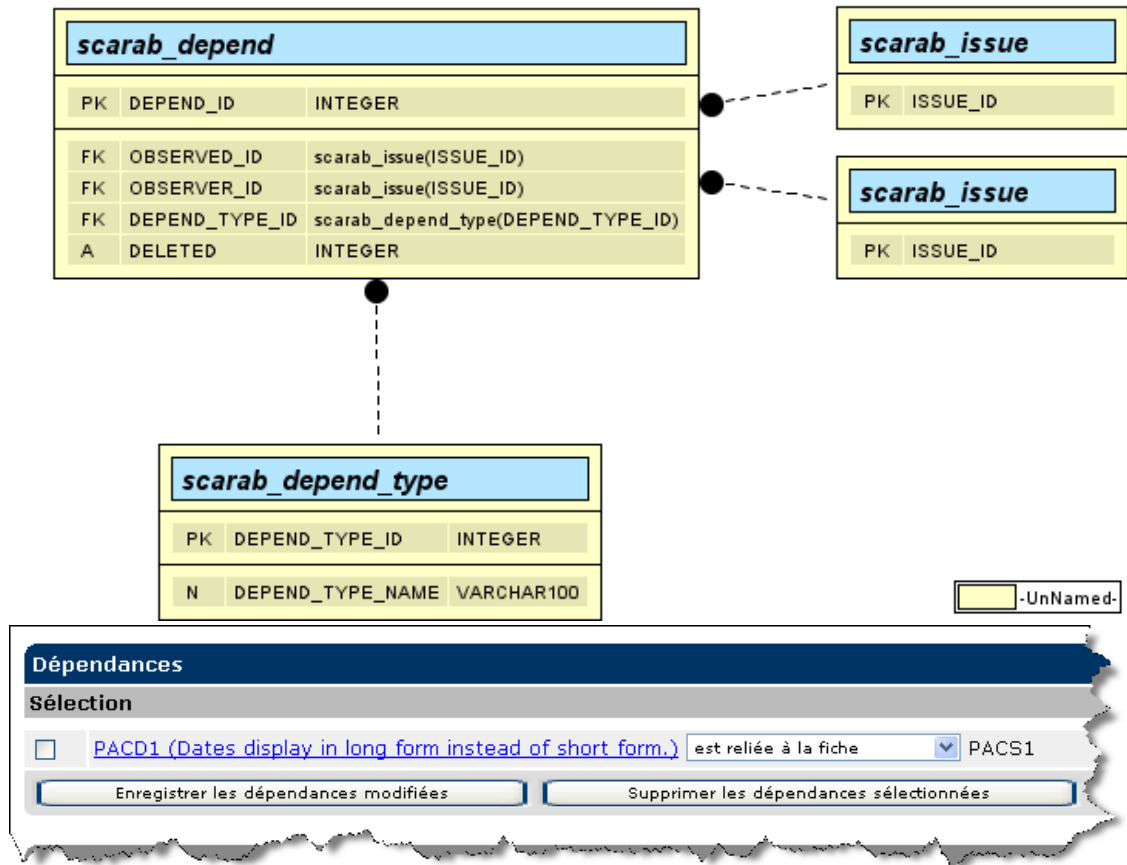 scarab_depend
PK DEPEND_ID INTEGER
FK OBSERVED_ID scarab_issue(ISSUE_ID)
FK OBSERVER_ID scarab_issue(ISSUE_ID)
FK DEPEND_TYPE_ID scarab_depend_type(DEPEND_TYPE_ID)
A DELETED INTEGER
scarab_issue
PK ISSUE_ID
scarab_issue
PK ISSUE_ID
scarab_depend_type
PK DEPEND_TYPE_ID INTEGER
N DEPEND_TYPE_NAME VARCHAR100
-UnNamed-
Dépendances
Sélection
PACD1 (Dates display in long form instead of short form.) est reliée à la fiche PACS1
Enregistrer les dépendances modifiées Supprimer les dépendances sélectionnées